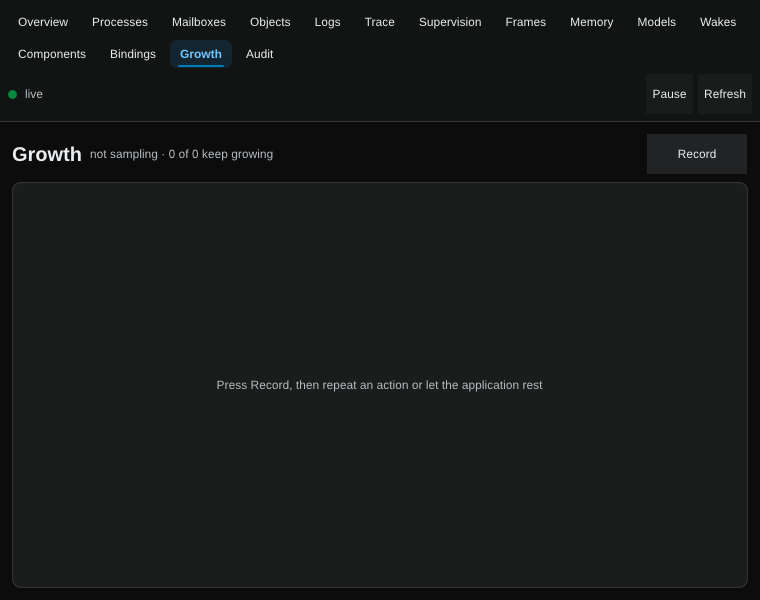 Overview Processes Mailboxes Objects Logs Trace Supervision Frames Memory Models Wakes
Components Bindings Growth Audit
live Pause Refresh
Growth not sampling · 0 of 0 keep growing Record
Press Record, then repeat an action or let the application rest